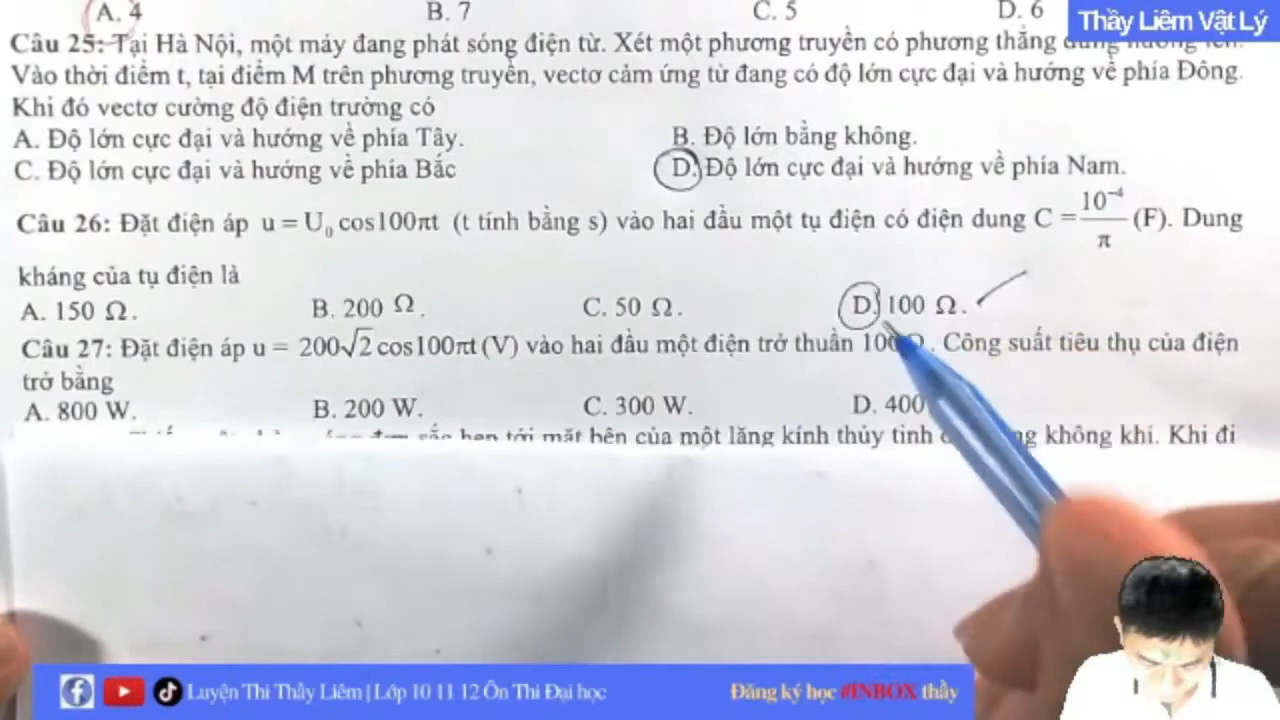 A. 4 B. 7 C. 5 D. 6
Thầy Liêm Vật Lý
Câu 25: Tại Hà Nội, một máy đang phát sóng điện từ. Xét một phương truyền có phương thẳng
Vào thời điểm t, tại điểm M trên phương truyền, vectơ cảm ứng từ đang có độ lớn cực đại và hướng về phía Đông.
Khi đó vectơ cường độ điện trường có
A. Độ lớn cực đại và hướng về phía Tây. B. Độ lớn bằng không.
C. Độ lớn cực đại và hướng về phía Bắc D. Độ lớn cực đại và hướng về phía Nam.
Câu 26: Đặt điện áp u = U₀ cos100πt (t tính bằng s) vào hai đầu một tụ điện có điện dung C = 10⁻⁴/π (F). Dung
kháng của tụ điện là
A. 150 Ω. B. 200 Ω. C. 50 Ω. D. 100 Ω.
Câu 27: Đặt điện áp u = 200√2 cos100πt (V) vào hai đầu một điện trở thuần 100Ω. Công suất tiêu thụ của điện
trở bằng
A. 800 W. B. 200 W. C. 300 W. D. 400
hẹp tới mặt bên của một lăng kính thủy tinh không khí. Khi đi
Luyện Thi Thầy Liêm | Lớp 10 11 12 Ôn Thi Đại học Đăng ký học #INBOX thầy